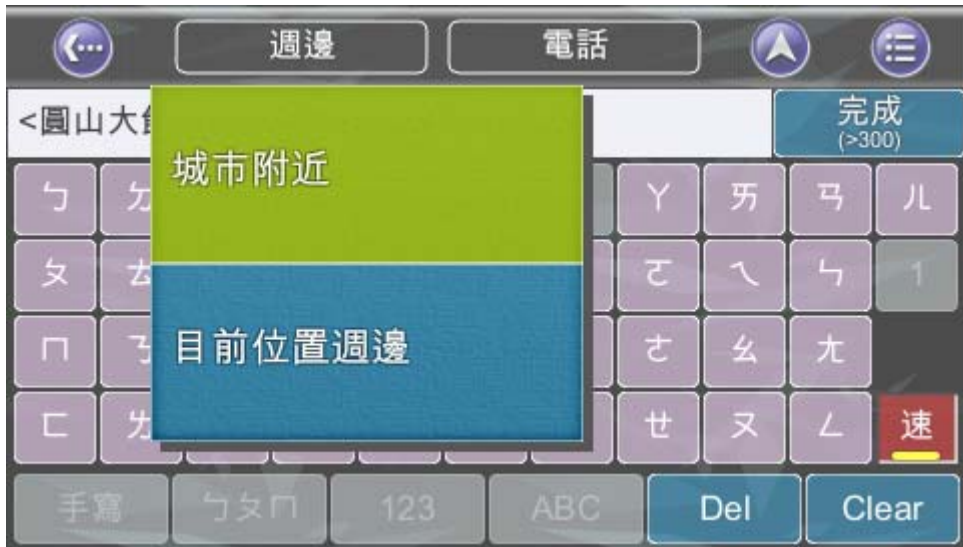 週邊 電話
<圓山大
完成
(>300)
城市附近
目前位置週邊
ㄅ ㄉ ㄚ ㄞ ㄢ ㄦ
ㄆ ㄊ ㄛ ㄟ ㄣ 1
ㄇ ㄋ ㄜ ㄠ ㄤ
ㄈ ㄌ ㄝ ㄡ ㄥ 速
手寫 ㄅㄆㄇ 123 ABC Del Clear